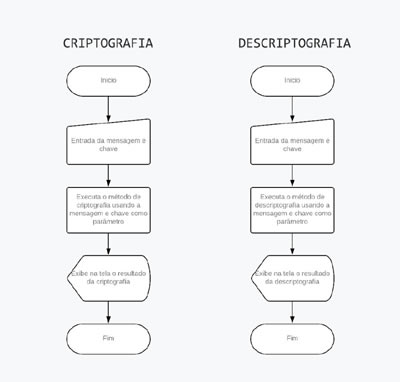 CRIPTOGRAFIA
Início
Entrada da mensagem e
chave
Executa o método de
criptografia usando a
mensagem e chave como
parâmetro
Exibe na tela o resultado
da criptografia
Fim
DESCRIPTOGRAFIA
Início
Entrada da mensagem e
chave
Executa o método de
descriptografia usando a
mensagem e chave como
parâmetro
Exibe na tela o resultado
da descriptografia
Fim